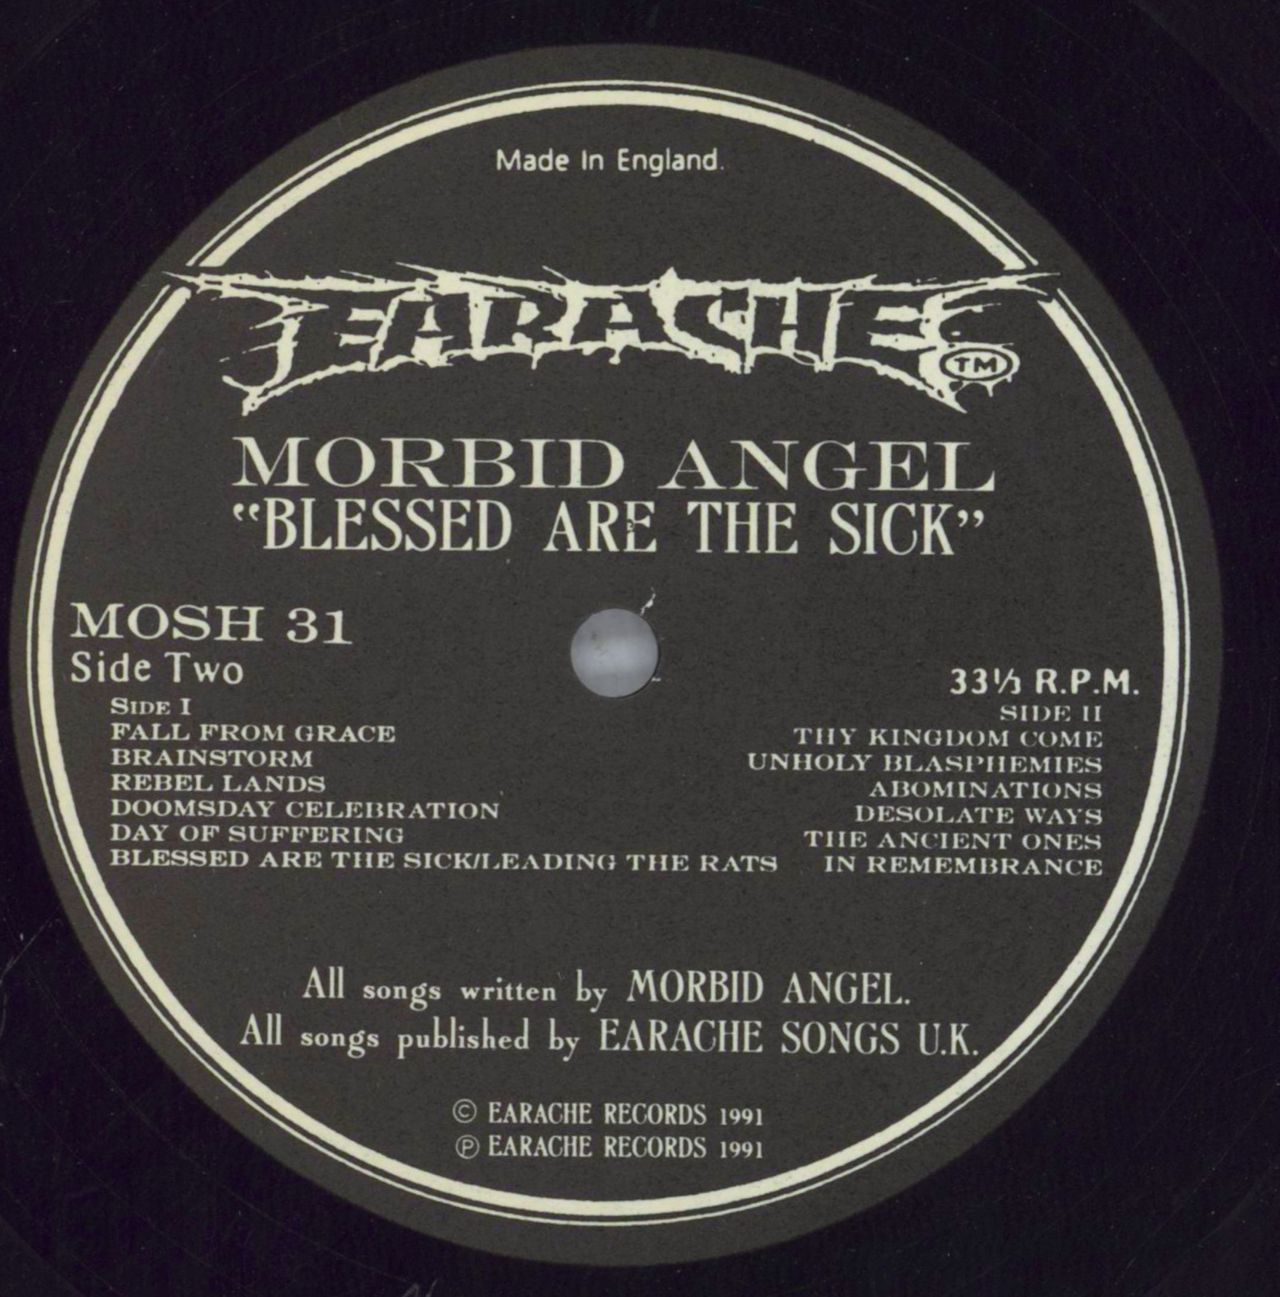 Made In England.
EARACHE TM
MORBID ANGEL
"BLESSED ARE THE SICK"
MOSH 31
Side Two
SIDE I
FALL FROM GRACE
BRAINSTORM
REBEL LANDS
DOOMSDAY CELEBRATION
DAY OF SUFFERING
BLESSED ARE THE SICK/LEADING THE RATS
33⅓ R.P.M.
SIDE II
THY KINGDOM COME
UNHOLY BLASPHEMIES
ABOMINATIONS
DESOLATE WAYS
THE ANCIENT ONES
IN REMEMBRANCE
All songs written by MORBID ANGEL.
All songs published by EARACHE SONGS U.K.
© EARACHE RECORDS 1991
℗ EARACHE RECORDS 1991